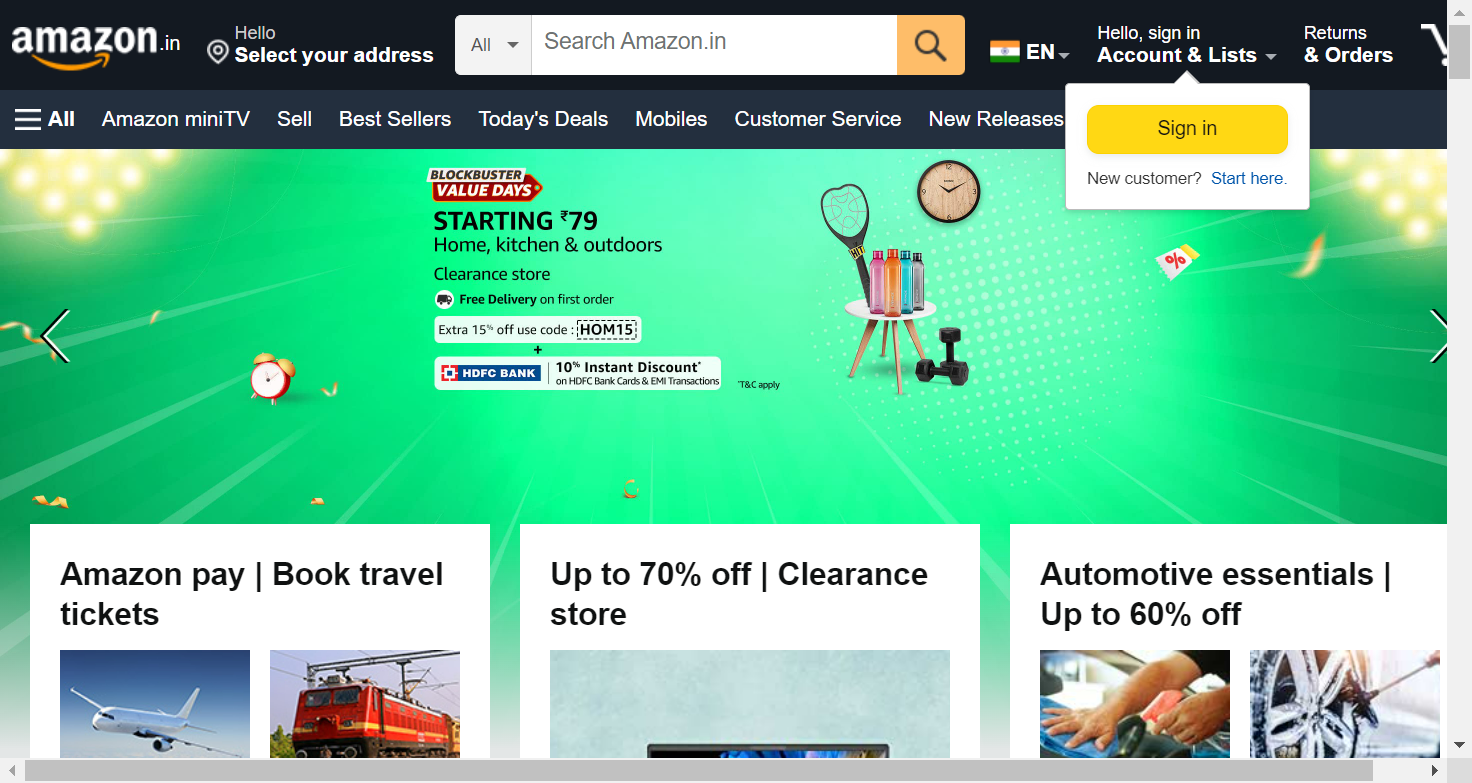 amazon.in
Hello
Select your address
All
Search Amazon.in
EN
Hello, sign in
Account & Lists
Returns
& Orders
All
Amazon miniTV
Sell
Best Sellers
Today's Deals
Mobiles
Customer Service
New Releases
Sign in
New customer? Start here.
BLOCKBUSTER
VALUE DAYS
STARTING ₹79
Home, kitchen & outdoors
Clearance store
Free Delivery on first order
Extra 15% off use code : HOM15
+
HDFC BANK
10% Instant Discount*
on HDFC Bank Cards & EMI Transactions
*T&C apply
%
Amazon pay | Book travel
tickets
Up to 70% off | Clearance
store
Automotive essentials |
Up to 60% off